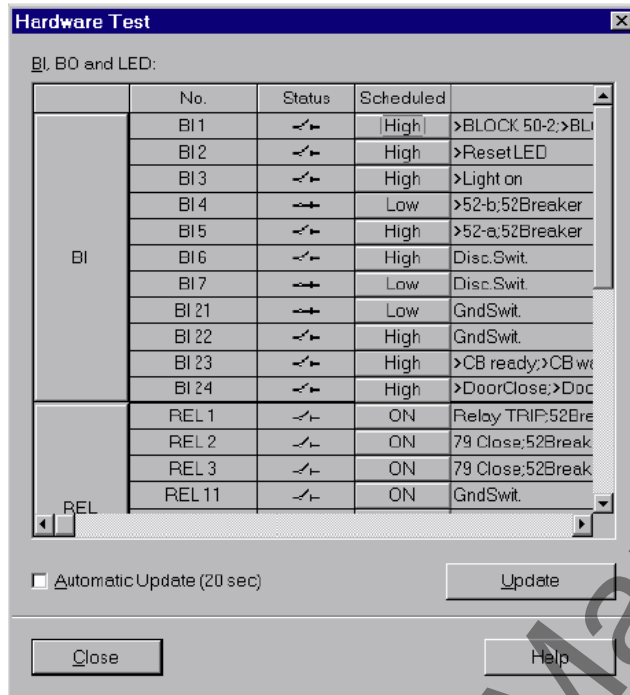 Hardware Test
BI, BO and LED:
No. Status Scheduled
BI
BI 1 High >BLOCK 50-2;>BL
BI 2 High >ResetLED
BI 3 High >Light on
BI 4 Low >52-b;52Breaker
BI 5 High >52-a;52Breaker
BI 6 High Disc.Swit.
BI 7 Low Disc.Swit.
BI 21 Low GndSwit.
BI 22 High GndSwit.
BI 23 High >CB ready;>CB w
BI 24 High >DoorClose;>Doo
REL
REL 1 ON Relay TRIP;52Bre
REL 2 ON 79 Close;52Break
REL 3 ON 79 Close;52Break
REL 11 ON GndSwit.
Automatic Update (20 sec)
Update
Close
Help